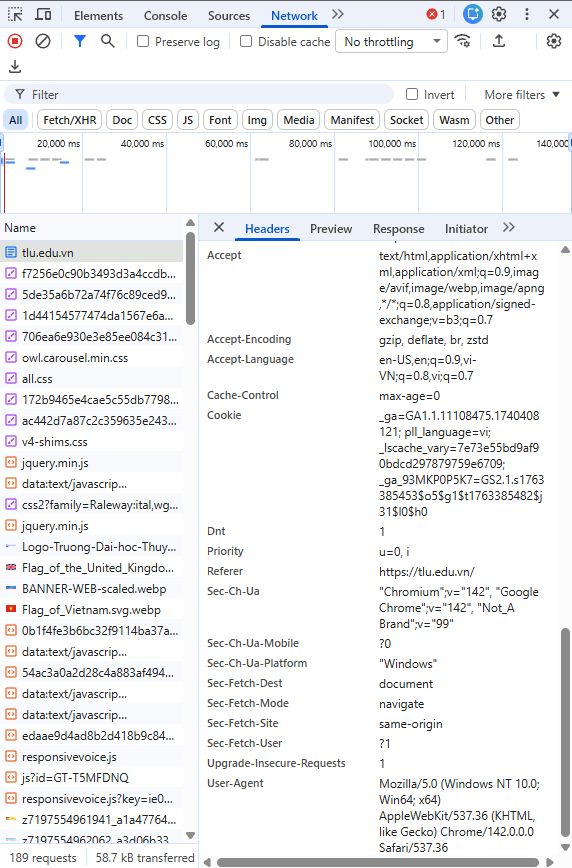 Elements Console Sources Network 1
Preserve log Disable cache No throttling
Filter Invert More filters
All Fetch/XHR Doc CSS JS Font Img Media Manifest Socket Wasm Other
20,000 ms 40,000 ms 60,000 ms 80,000 ms 100,000 ms 120,000 ms 140,000
Name
tlu.edu.vn
f7256e0c90b3493d3a4ccdb...
5de35a6b72a74f76c89ced9...
1d44154577474da1567e6a...
706ea6e930e3e85ee084c31...
owl.carousel.min.css
all.css
172b9465e4cae5c55db7798...
ac442d7a87c2c359635e243...
v4-shims.css
jquery.min.js
data:text/javascrip...
css2?family=Raleway:ital,wg...
jquery.min.js
Logo-Truong-Dai-hoc-Thuy...
Flag_of_the_United_Kingdo...
BANNER-WEB-scaled.webp
Flag_of_Vietnam.svg.webp
0b1f4fe3b6bc32f9114ba37a...
data:text/javascrip...
54ac3a0a2d28c4a883af494...
data:text/javascrip...
data:text/javascrip...
edaae9d4ad8b2d418b9c84...
responsivevoice.js
js?id=GT-T5MFDNQ
responsivevoice.js?key=ie0...
z7197554961941_a1a47764...
z7197554962062_a3d06b33...
189 requests 58.7 kB transferred
Headers Preview Response Initiator
Accept
text/html,application/xhtml+x
ml,application/xml;q=0.9,imag
e/avif,image/webp,image/apng
,*/*;q=0.8,application/signed-
exchange;v=b3;q=0.7
Accept-Encoding gzip, deflate, br, zstd
Accept-Language en-US,en;q=0.9,vi-
VN;q=0.8,vi;q=0.7
Cache-Control max-age=0
Cookie _ga=GA1.1.11108475.1740408
121; pll_language=vi;
_lscache_vary=7e73e55bd9af9
0bdcd297879759e6709;
_ga_93MKP0P5K7=GS2.1.s1763
385453$o5$g1$t1763385482$j
31$l0$h0
Dnt 1
Priority u=0, i
Referer https://tlu.edu.vn/
Sec-Ch-Ua "Chromium";v="142", "Google
Chrome";v="142", "Not_A
Brand";v="99"
Sec-Ch-Ua-Mobile ?0
Sec-Ch-Ua-Platform "Windows"
Sec-Fetch-Dest document
Sec-Fetch-Mode navigate
Sec-Fetch-Site same-origin
Sec-Fetch-User ?1
Upgrade-Insecure-Requests 1
User-Agent Mozilla/5.0 (Windows NT 10.0;
Win64; x64)
AppleWebKit/537.36 (KHTML,
like Gecko) Chrome/142.0.0.0
Safari/537.36